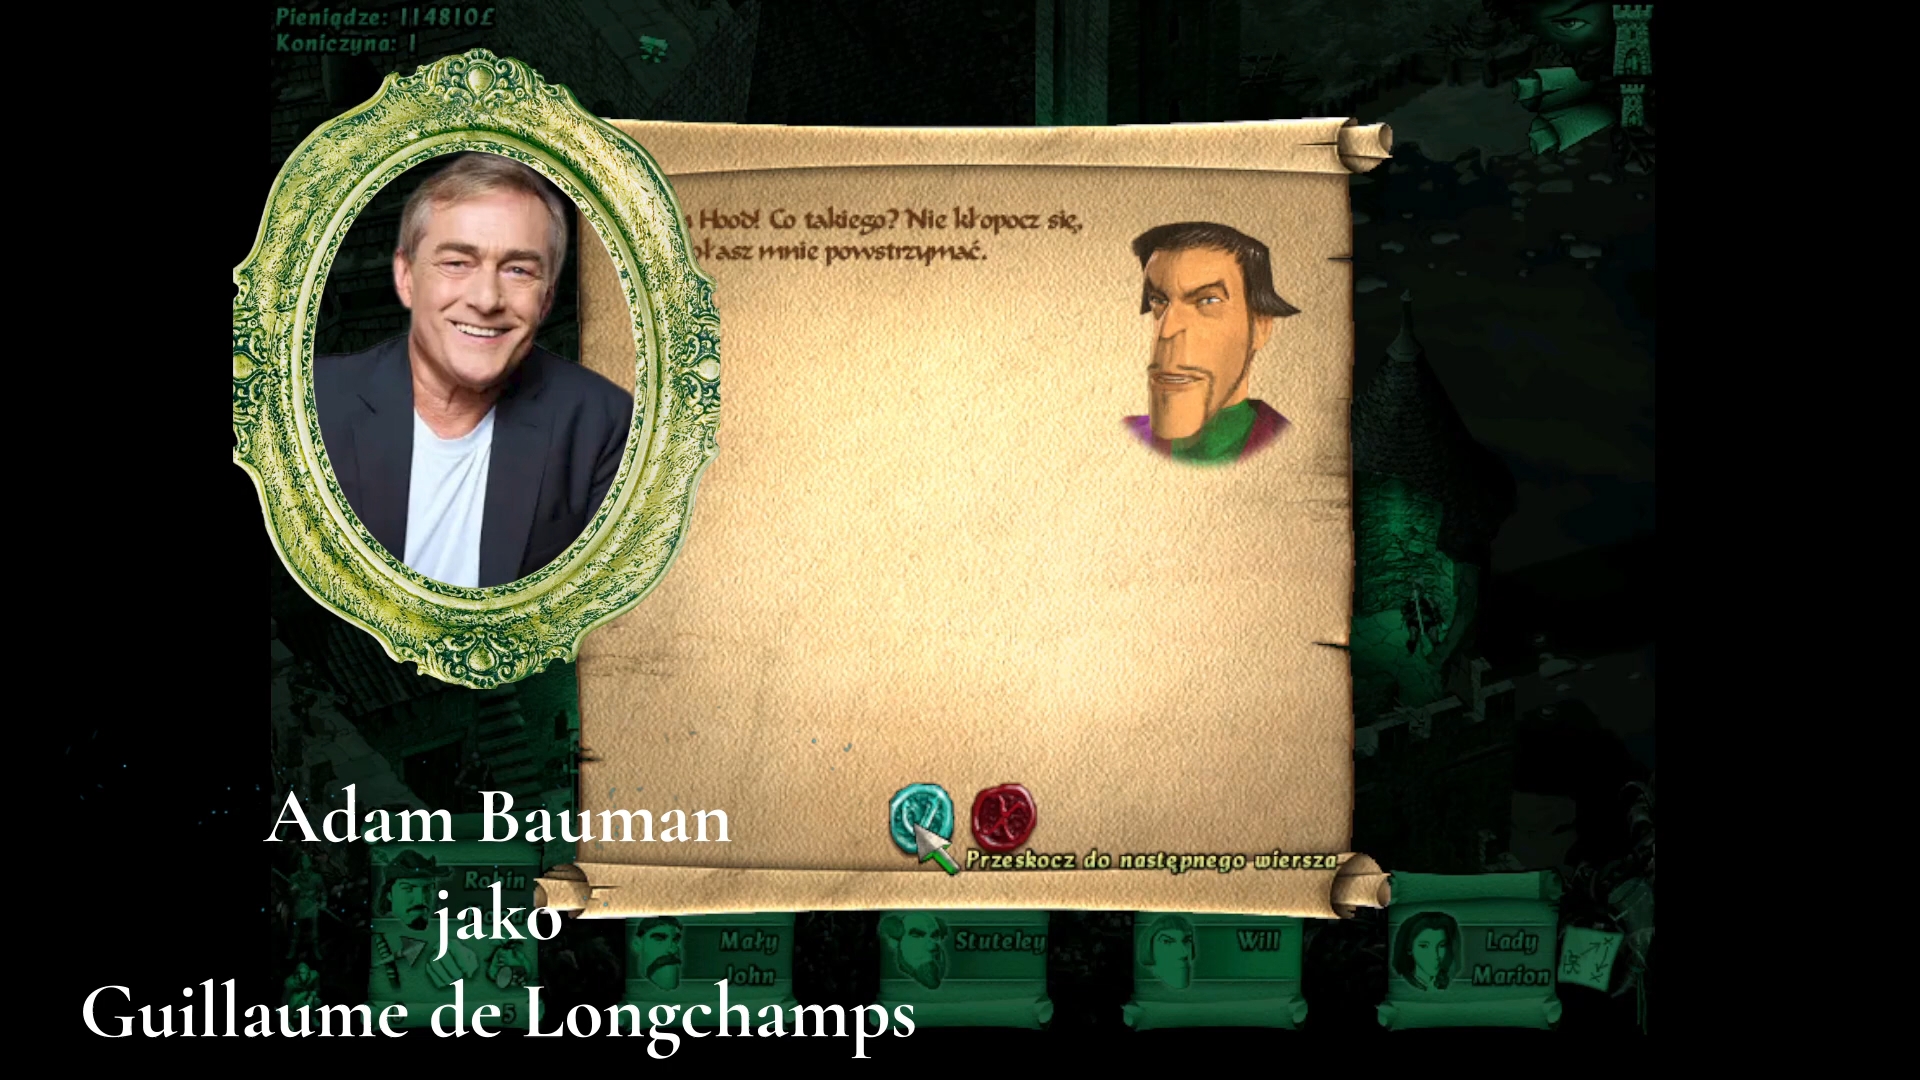 Pieniądze: 114810£
Koniczyna: 1
Hood! Co takiego? Nie kłopocz się,
mnie powstrzymać.
Przeskocz do następnego wiersza
Adam Bauman
jako
Guillaume de Longchamps
Robin
Mały
John
Stuteley
Will
Lady
Marion